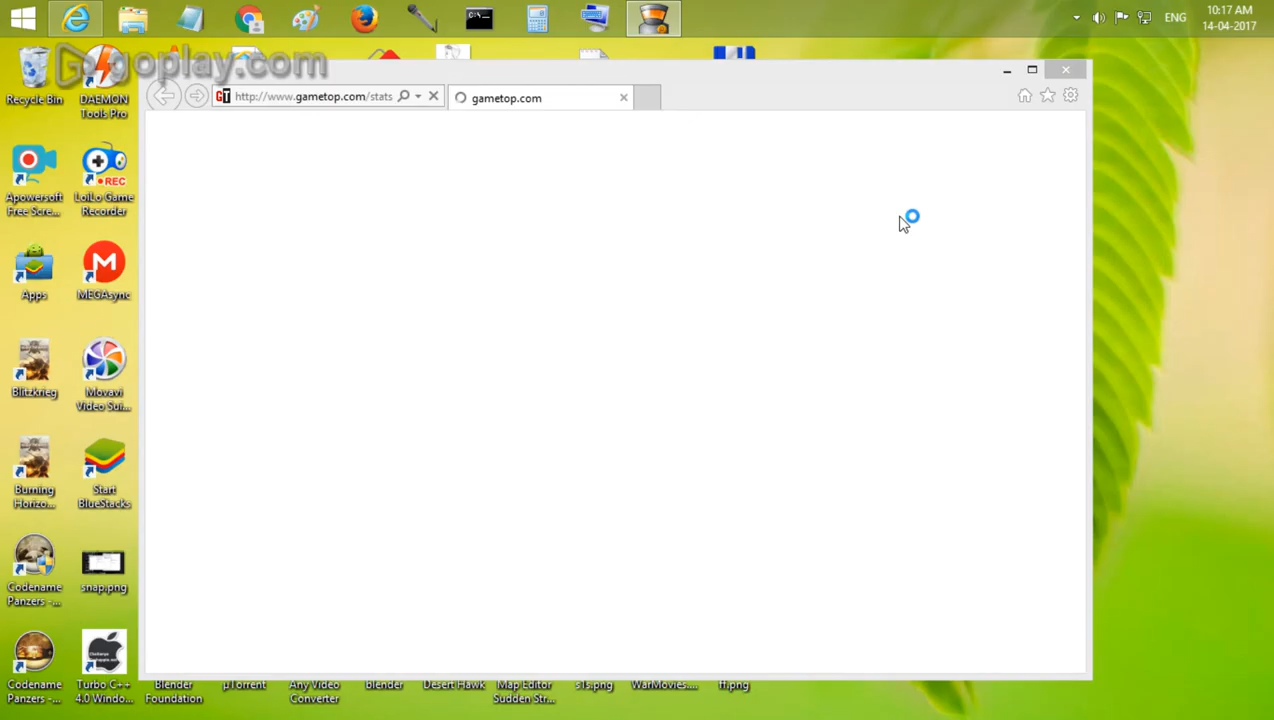 ENG
10:17 AM
14-04-2017
Gogoplay.com
GT http://www.gametop.com/stats
gametop.com
Recycle Bin
DAEMON
Tools Pro
Apowersoft
Free Scre...
LoiLo Game
Recorder
REC
Apps
MEGAsync
M
Blitzkrieg
Movavi
Video Sui...
Burning
Horizo...
Start
BlueStacks
Codename
Panzers -...
snap.png
Codename
Panzers -...
Turbo C++
4.0 Windo...
Blender
Foundation
µTorrent
Any Video
Converter
blender
Desert Hawk
Map Editor
Sudden Str...
s1s.png
WarMovies....
ff.png